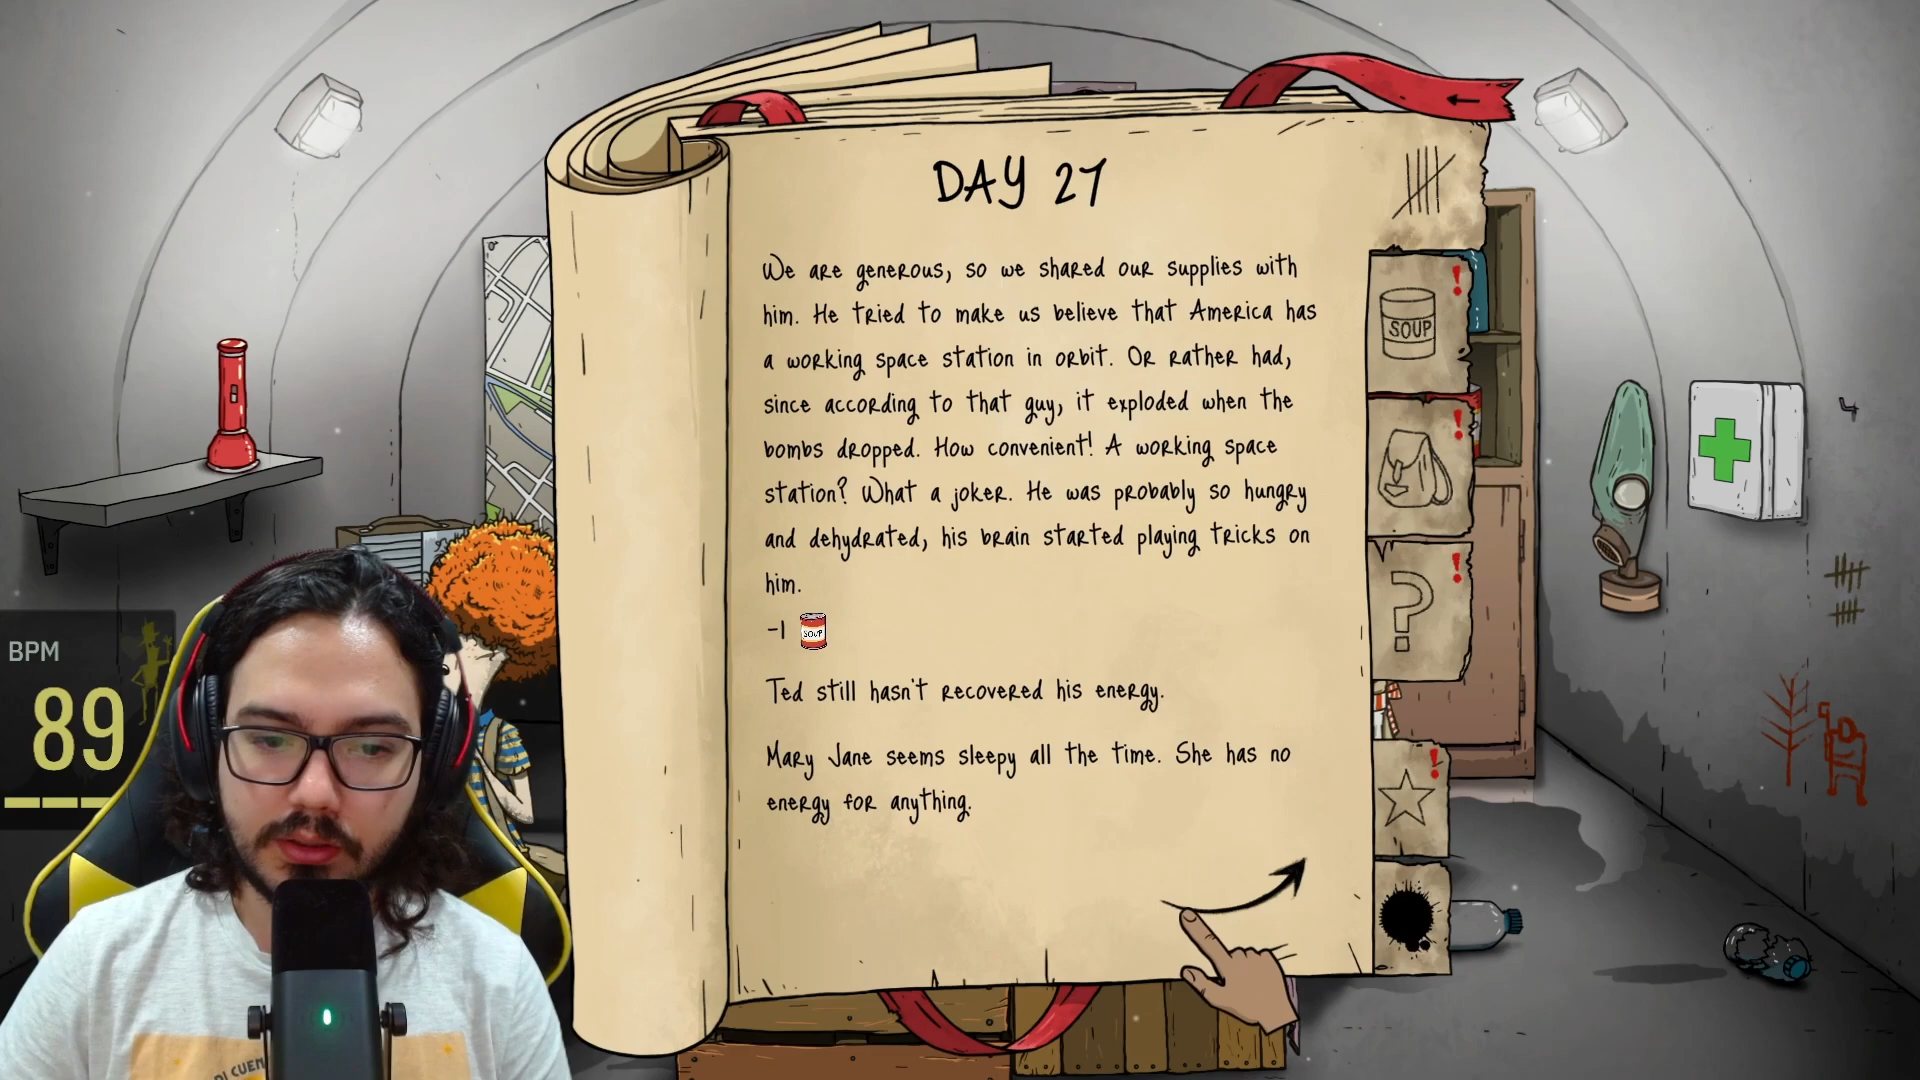 DAY 27
We are generous, so we shared our supplies with
him. He tried to make us believe that America has
a working space station in orbit. Or rather had,
since according to that guy, it exploded when the
bombs dropped. How convenient! A working space
station? What a joker. He was probably so hungry
and dehydrated, his brain started playing tricks on
him.
-1 SOUP
Ted still hasn't recovered his energy.
Mary Jane seems sleepy all the time. She has no
energy for anything.
!
SOUP
!
!
?
!
BPM
89
DI CUEN